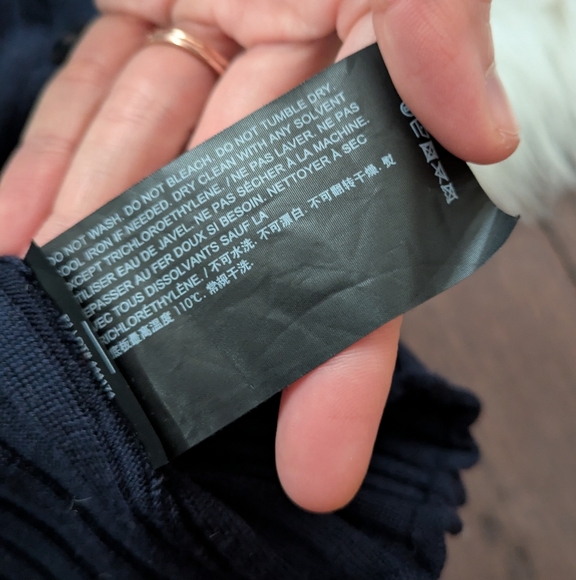 DO NOT WASH. DO NOT BLEACH. DO NOT TUMBLE DRY.
COOL IRON IF NEEDED. DRY CLEAN WITH ANY SOLVENT
EXCEPT TRICHLOROETHYLENE. / NE PAS LAVER. NE PAS
UTILISER EAU DE JAVEL. NE PAS SÉCHER À LA MACHINE.
REPASSER AU FER DOUX SI BESOIN. NETTOYER À SEC
AVEC TOUS DISSOLVANTS SAUF LA
TRICHLORÉTHYLÈNE / 不可水洗. 不可漂白. 不可翻转干燥. 熨
底板最高温度 110℃. 常规干洗.